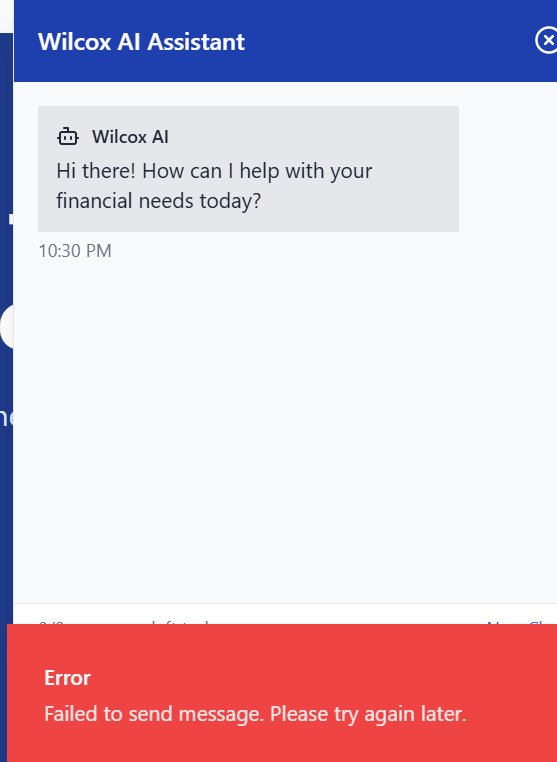 Wilcox AI Assistant
Wilcox AI
Hi there! How can I help with your
financial needs today?
10:30 PM
Error
Failed to send message. Please try again later.